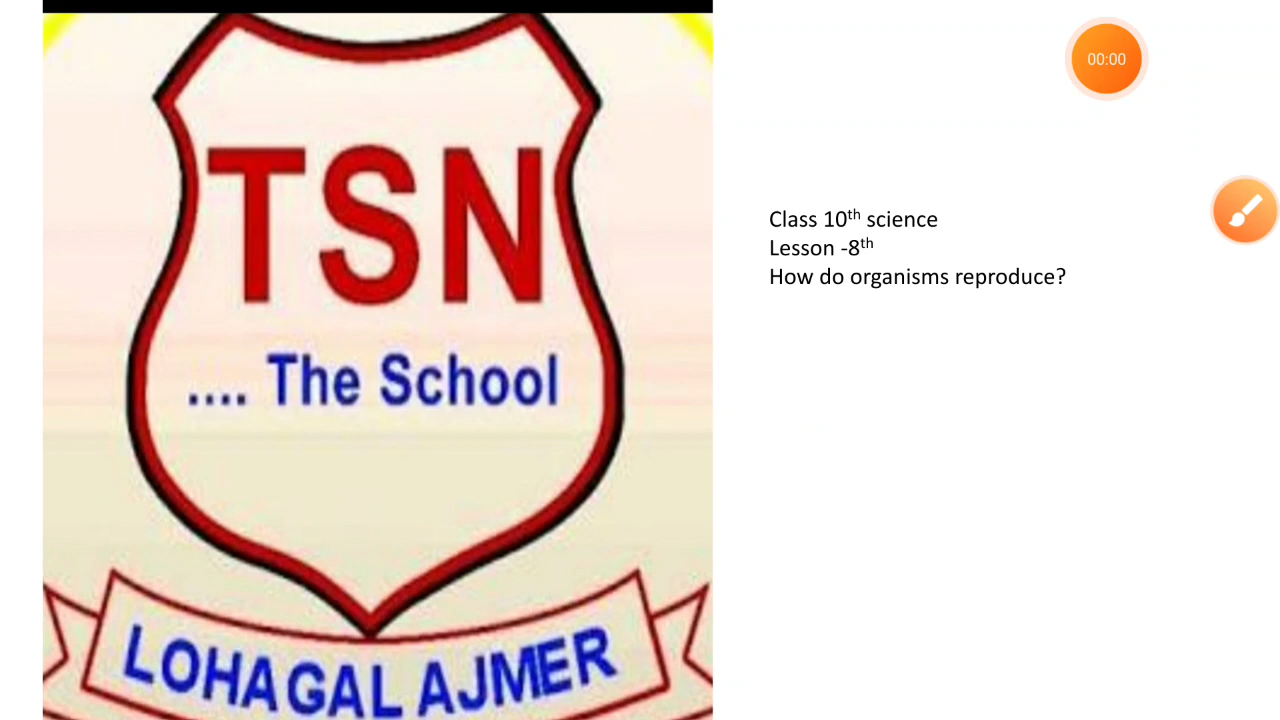 TSN
.... The School
LOHAGAL AJMER
00:00
Class 10th science
Lesson -8th
How do organisms reproduce?